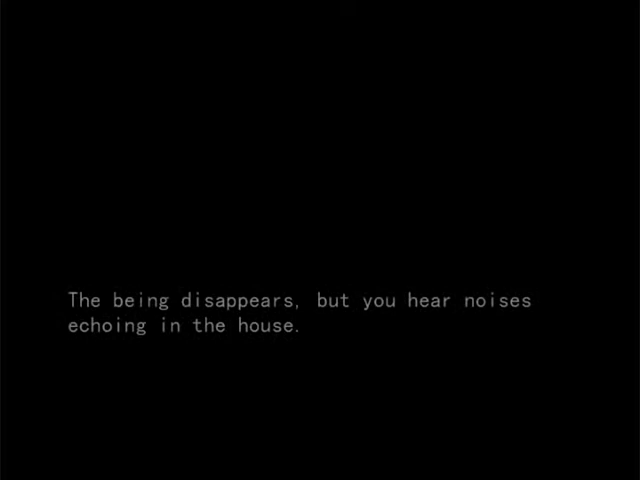 The being disappears, but you hear noises
echoing in the house.